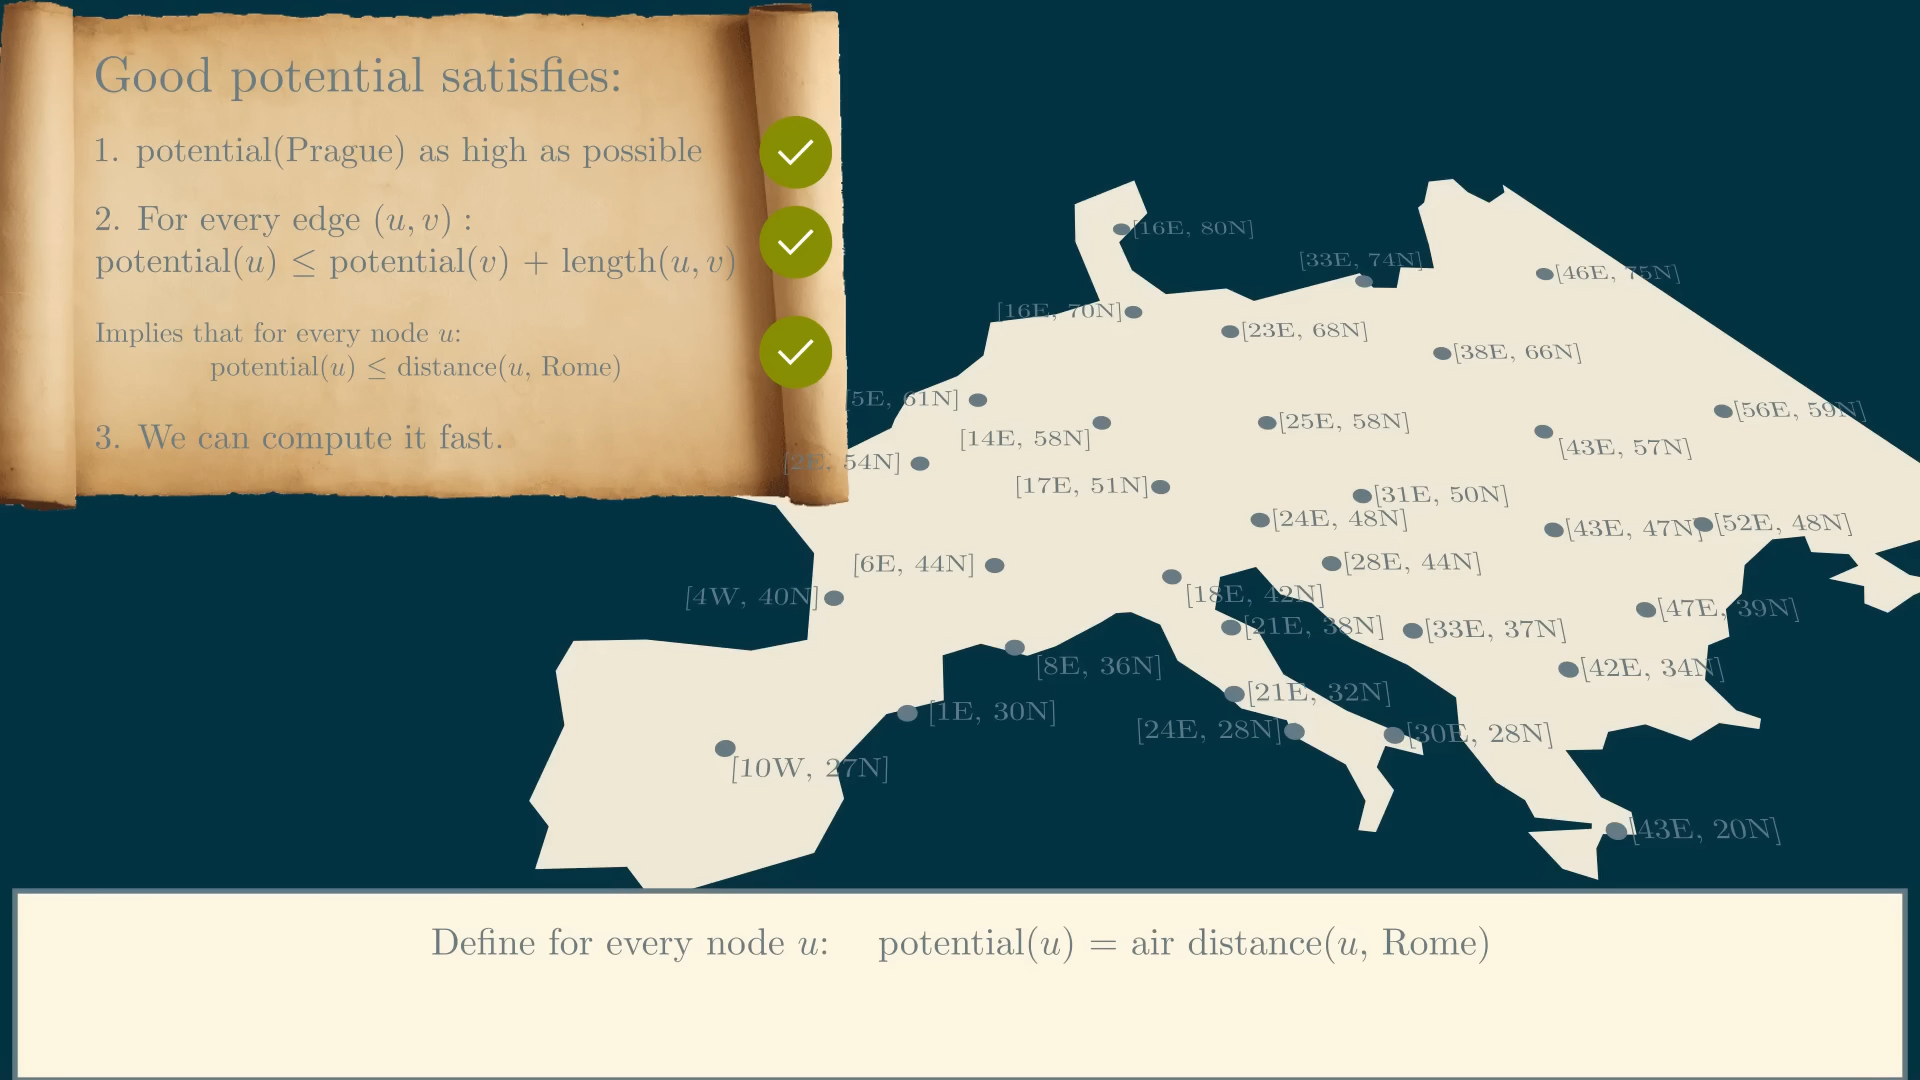 Good potential satisfies:
1. potential(Prague) as high as possible
2. For every edge (u, v) :
potential(u) ≤ potential(v) + length(u, v)
Implies that for every node u:
potential(u) ≤ distance(u, Rome)
3. We can compute it fast.
[16E, 80N]
[33E, 74N]
[46E, 75N]
[16E, 70N]
[23E, 68N]
[38E, 66N]
[5E, 61N]
[56E, 59N]
[14E, 58N]
[25E, 58N]
[43E, 57N]
[2E, 54N]
[17E, 51N]
[31E, 50N]
[24E, 48N]
[43E, 47N]
[52E, 48N]
[6E, 44N]
[28E, 44N]
[4W, 40N]
[18E, 42N]
[47E, 39N]
[21E, 38N]
[33E, 37N]
[8E, 36N]
[42E, 34N]
[21E, 32N]
[1E, 30N]
[24E, 28N]
[30E, 28N]
[10W, 27N]
[43E, 20N]
Define for every node u: potential(u) = air distance(u, Rome)